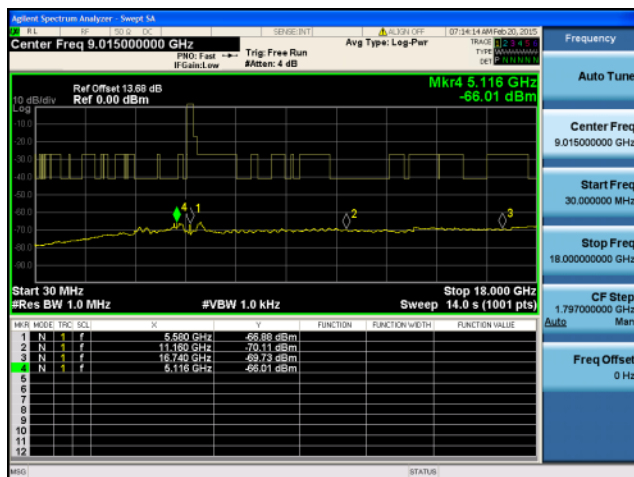 Agilent Spectrum Analyzer - Swept SA
RL RF 50 Ω DC SENSE:INT ALIGN OFF 07:14:14 AM Feb 20, 2015
Center Freq 9.015000000 GHz
PNO: Fast
IFGain:Low
Trig: Free Run
#Atten: 4 dB
Avg Type: Log-Pwr
TRACE 1 2 3 4 5 6
TYPE
DET P N N N N N
Ref Offset 13.68 dB
Ref 0.00 dBm
10 dB/div
Log
Mkr4 5.116 GHz
-66.01 dBm
-10.0
-20.0
-30.0
-40.0
-50.0
-60.0
-70.0
-80.0
-90.0
4 1 2 3
Start 30 MHz
#Res BW 1.0 MHz
#VBW 1.0 kHz
Stop 18.000 GHz
Sweep 14.0 s (1001 pts)
MKR MODE TRC SCL X Y FUNCTION FUNCTION WIDTH FUNCTION VALUE
1 N 1 f 5.580 GHz -66.88 dBm
2 N 1 f 11.160 GHz -70.11 dBm
3 N 1 f 16.740 GHz -69.73 dBm
4 N 1 f 5.116 GHz -66.01 dBm
5
6
7
8
9
10
11
12
MSG STATUS
Frequency
Auto Tune
Center Freq
9.015000000 GHz
Start Freq
30.000000 MHz
Stop Freq
18.000000000 GHz
CF Step
1.797000000 GHz
Auto Man
Freq Offset
0 Hz